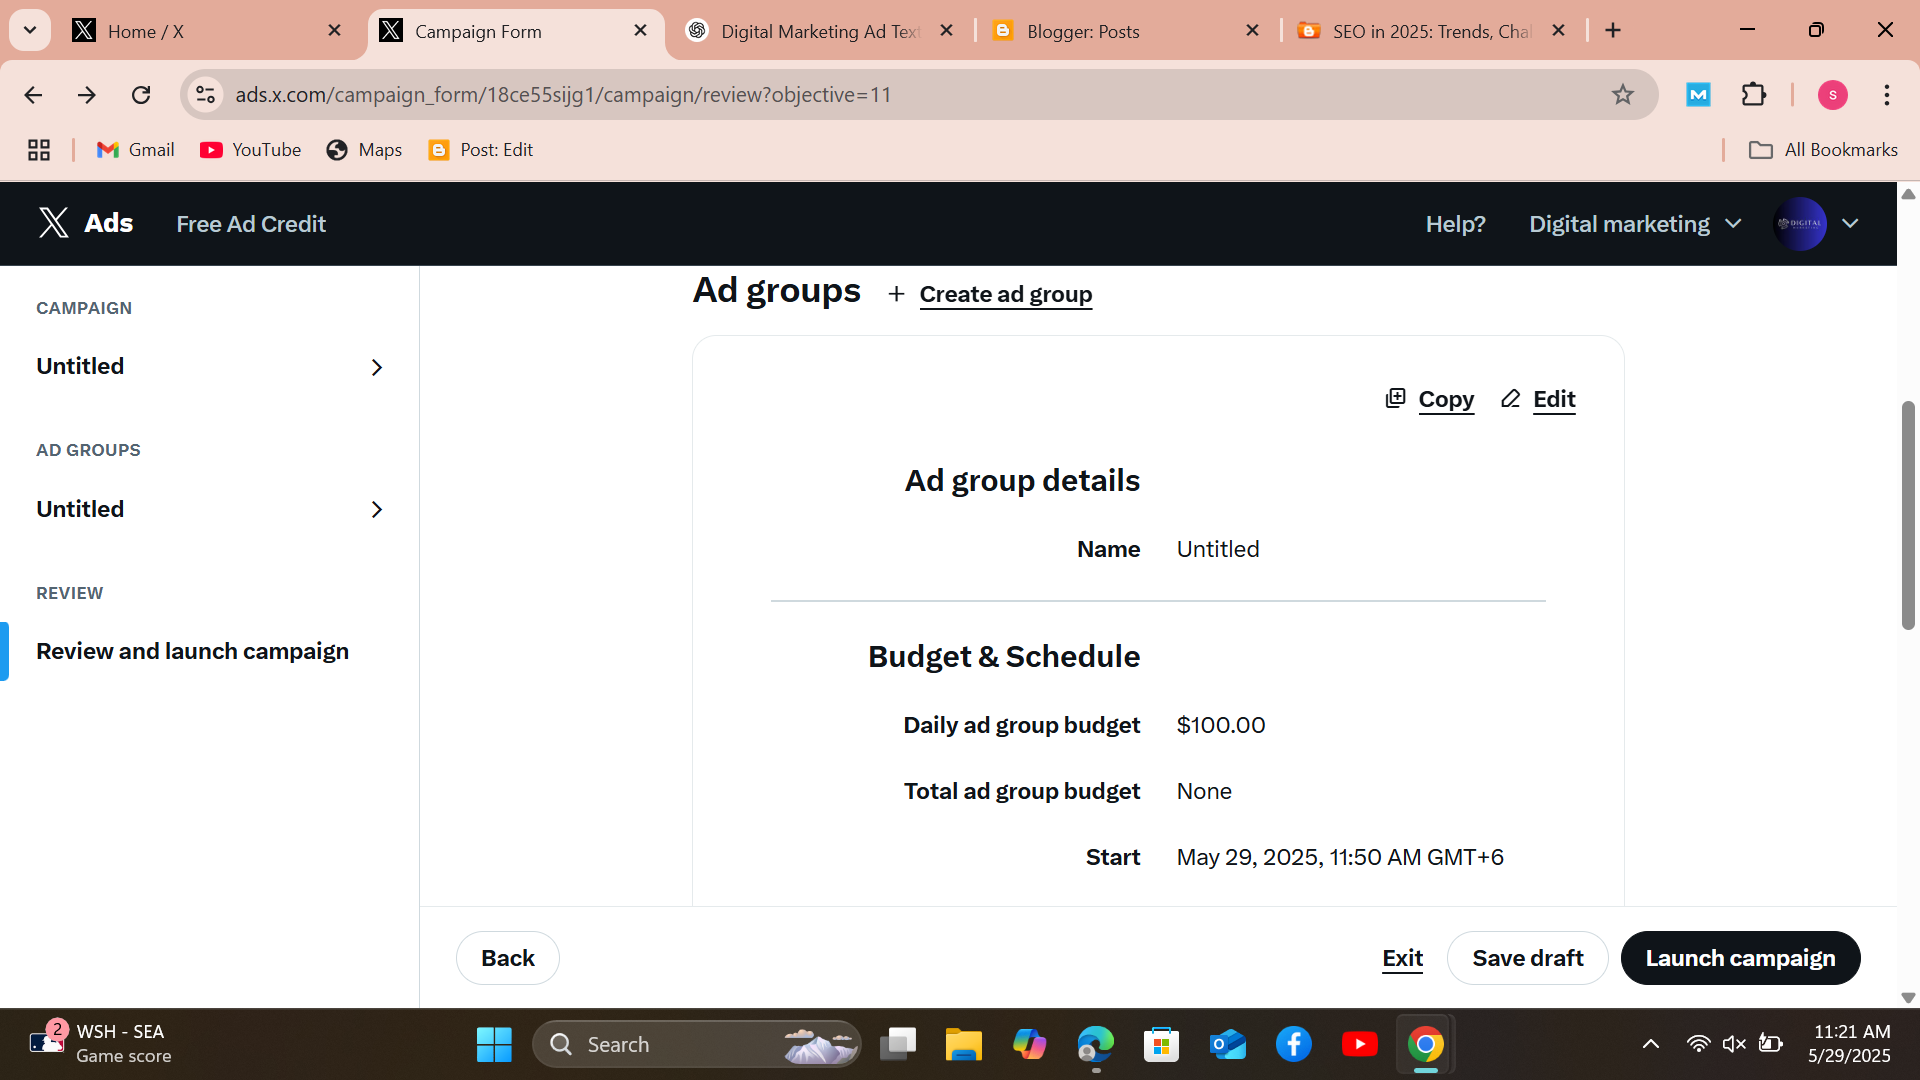 Home / X
Campaign Form
Digital Marketing Ad Text
Blogger: Posts
SEO in 2025: Trends, Chal
ads.x.com/campaign_form/18ce55sijg1/campaign/review?objective=11
M
S
Gmail
YouTube
Maps
Post: Edit
All Bookmarks
X Ads
Free Ad Credit
Help?
Digital marketing
DIGITAL
CAMPAIGN
Untitled
AD GROUPS
Untitled
REVIEW
Review and launch campaign
Ad groups
+ Create ad group
Copy
Edit
Ad group details
Name Untitled
Budget & Schedule
Daily ad group budget $100.00
Total ad group budget None
Start May 29, 2025, 11:50 AM GMT+6
Back
Exit
Save draft
Launch campaign
2
WSH - SEA
Game score
Search
11:21 AM
5/29/2025